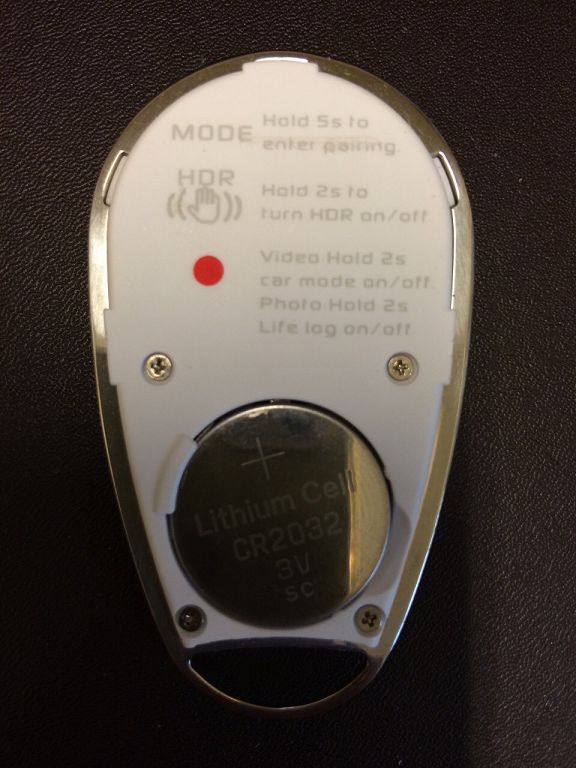 MODE Hold 5s to
enter pairing
HDR
Hold 2s to
turn HDR on/off
Video Hold 2s
car mode on/off
Photo Hold 2s
Life log on/off
+
Lithium Cell
CR2032
3V
SC